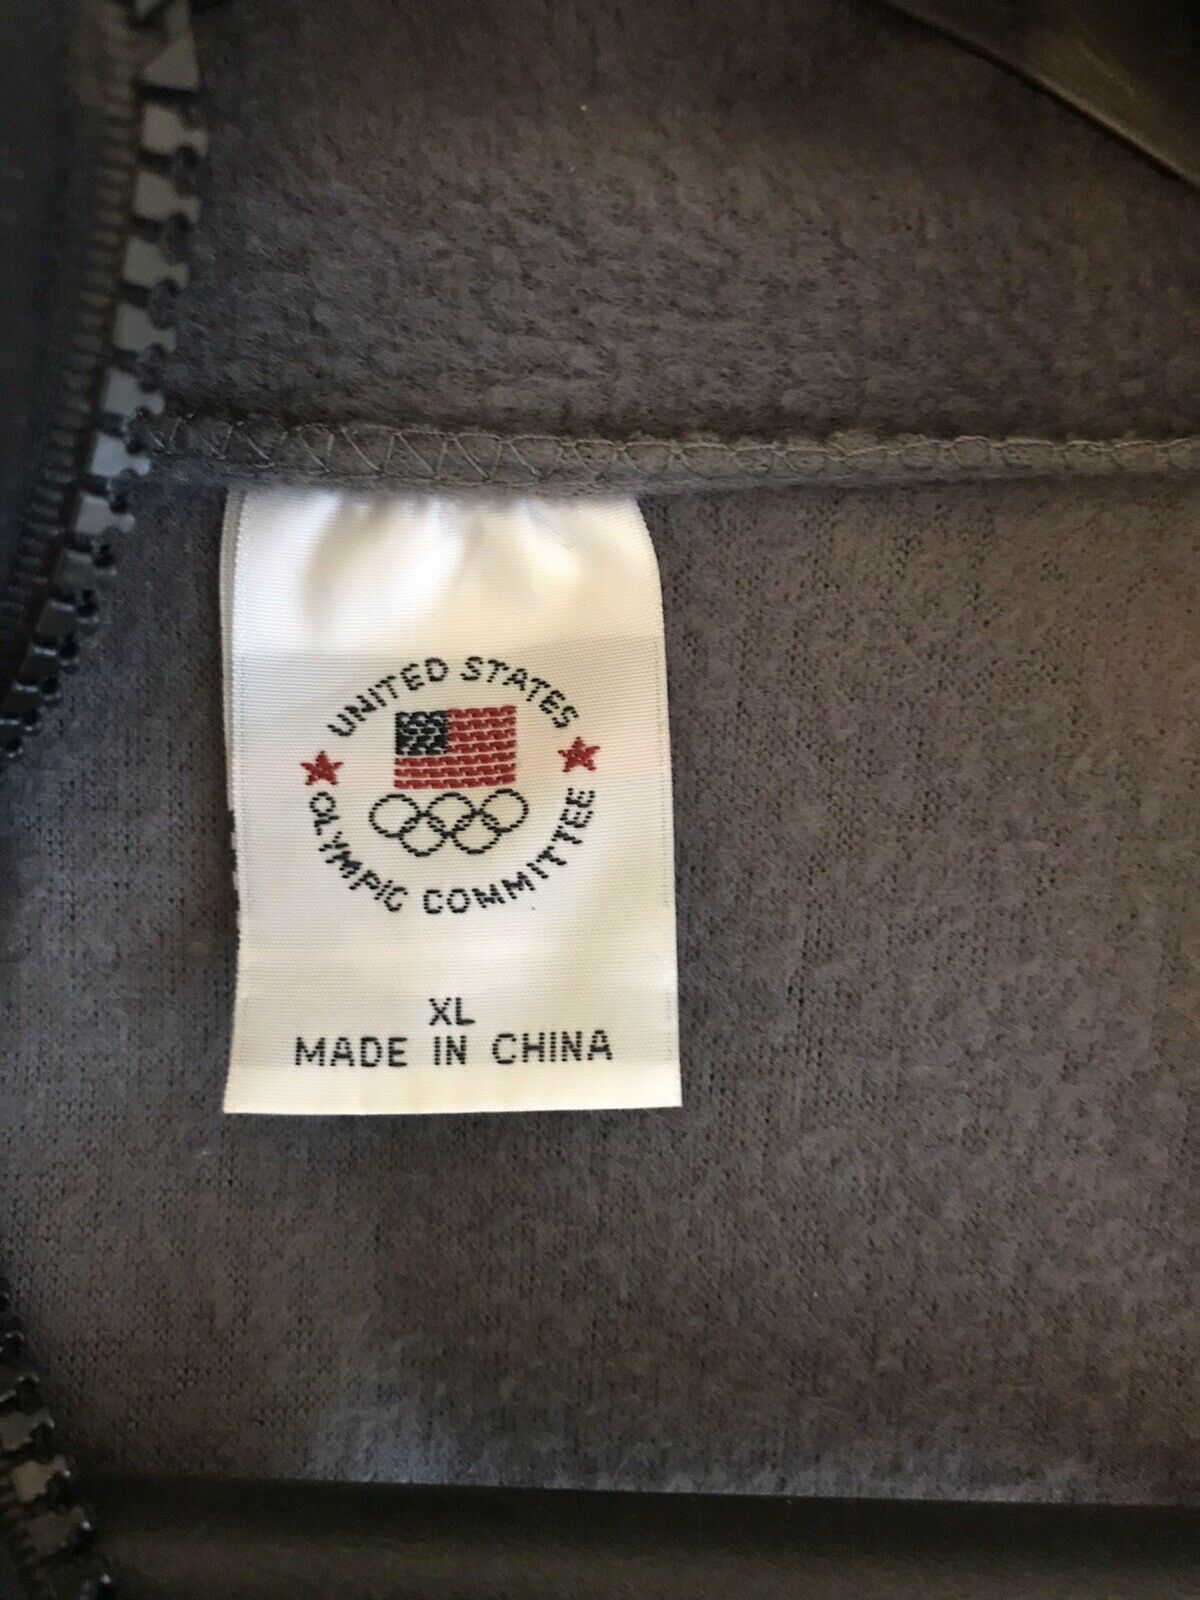 UNITED STATES
OLYMPIC COMMITTEE
XL
MADE IN CHINA